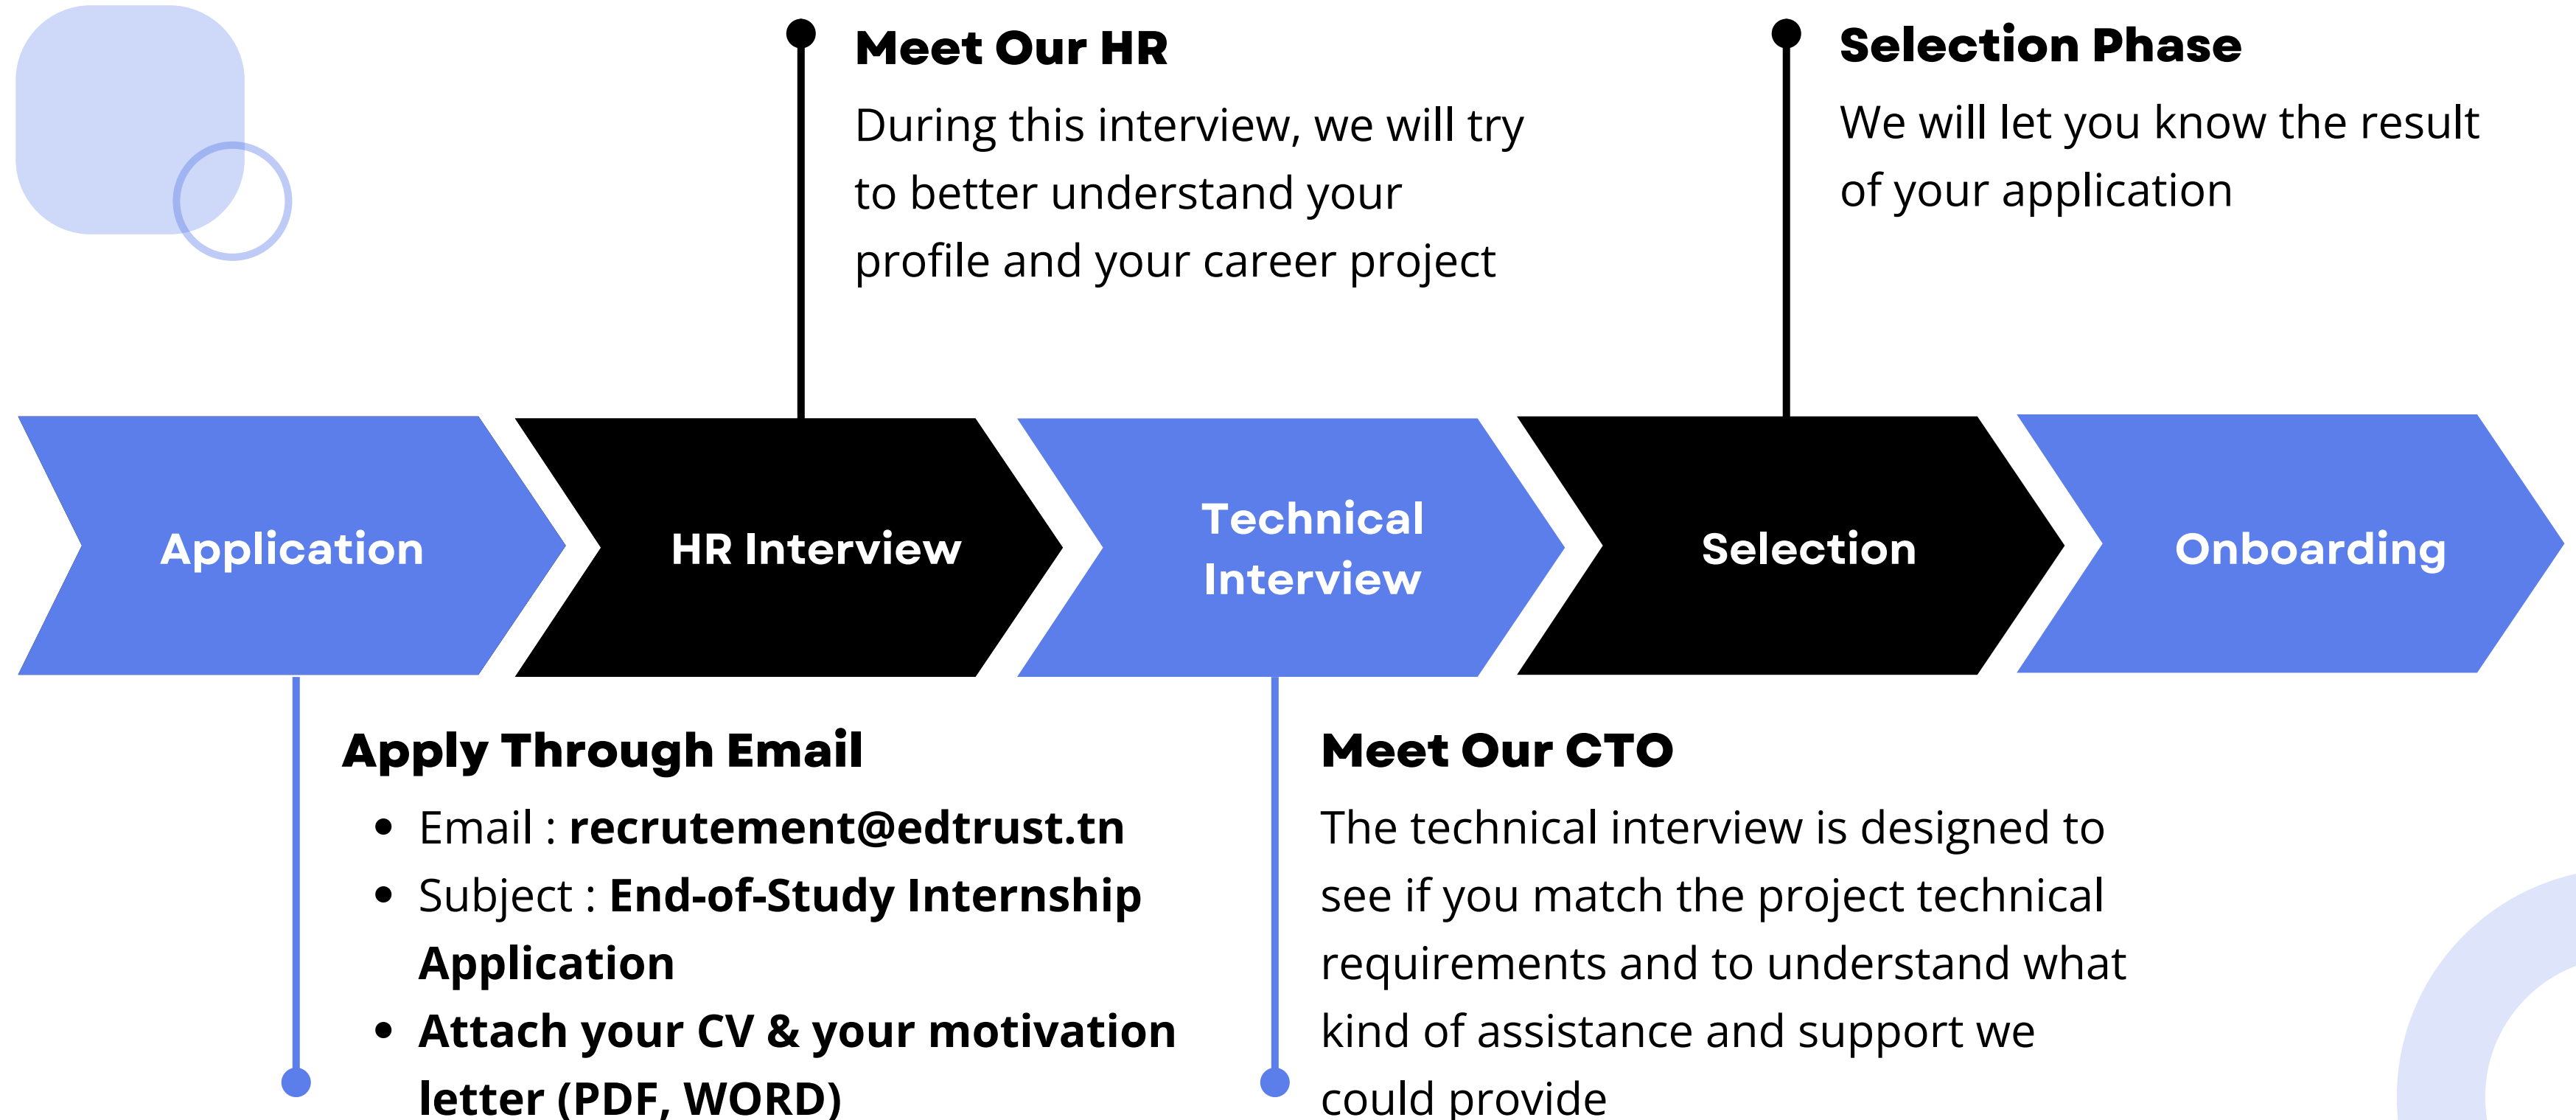 Meet Our HR
During this interview, we will try
to better understand your
profile and your career project
Selection Phase
We will let you know the result
of your application
Application
HR Interview
Technical
Interview
Selection
Onboarding
Apply Through Email
• Email : recrutement@edtrust.tn
• Subject : End-of-Study Internship
Application
• Attach your CV & your motivation
letter (PDF, WORD)
Meet Our CTO
The technical interview is designed to
see if you match the project technical
requirements and to understand what
kind of assistance and support we
could provide